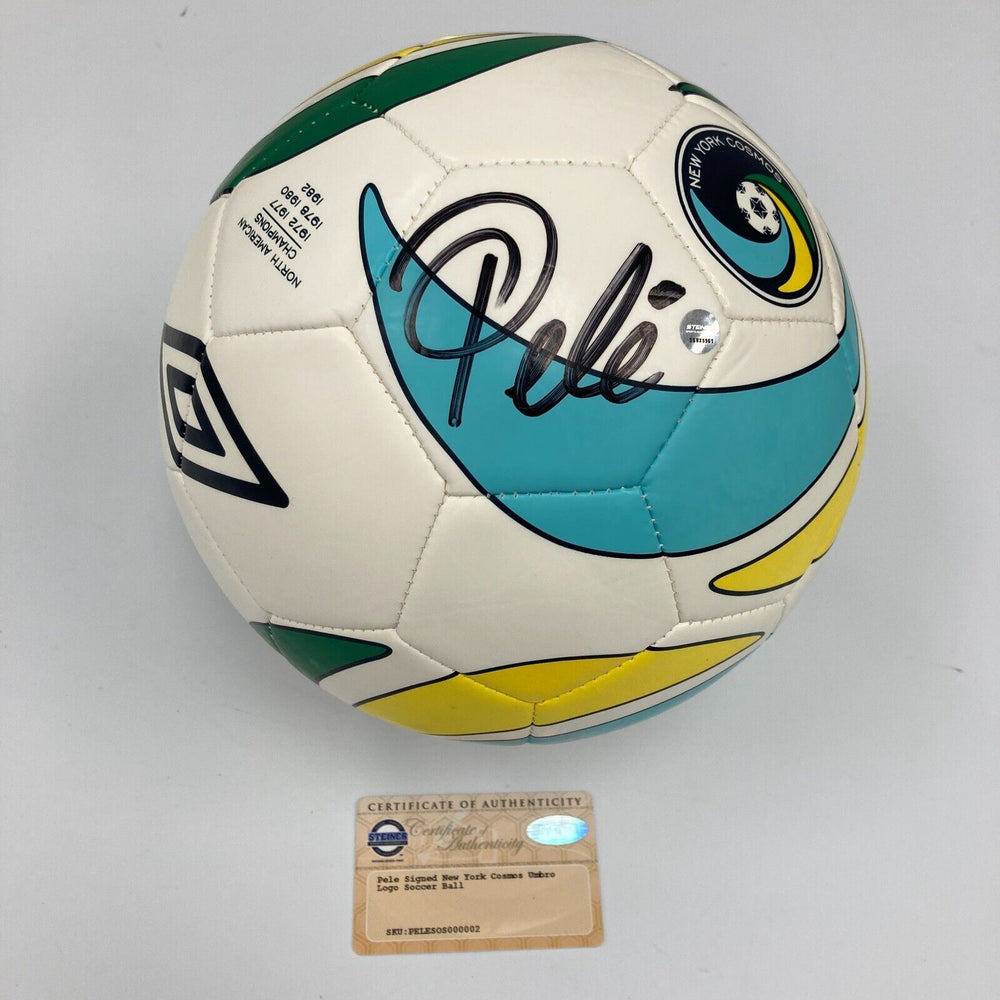 NEW YORK COSMOS
NORTH AMERICAN
CHAMPIONS
1972 1977
1978 1980
1982
Pelé
STEINER
CERTIFICATE OF AUTHENTICITY
STEINER
Certificate of
Authenticity
Pele Signed New York Cosmos Umbro
Logo Soccer Ball
SKU:PELESOS000002